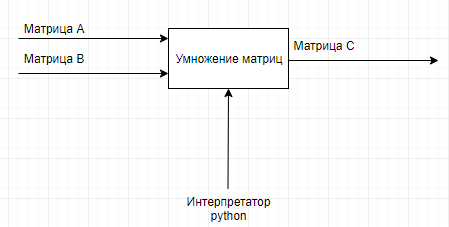 Матрица A
Матрица B
Умножение матриц
Матрица C
Интерпретатор
python